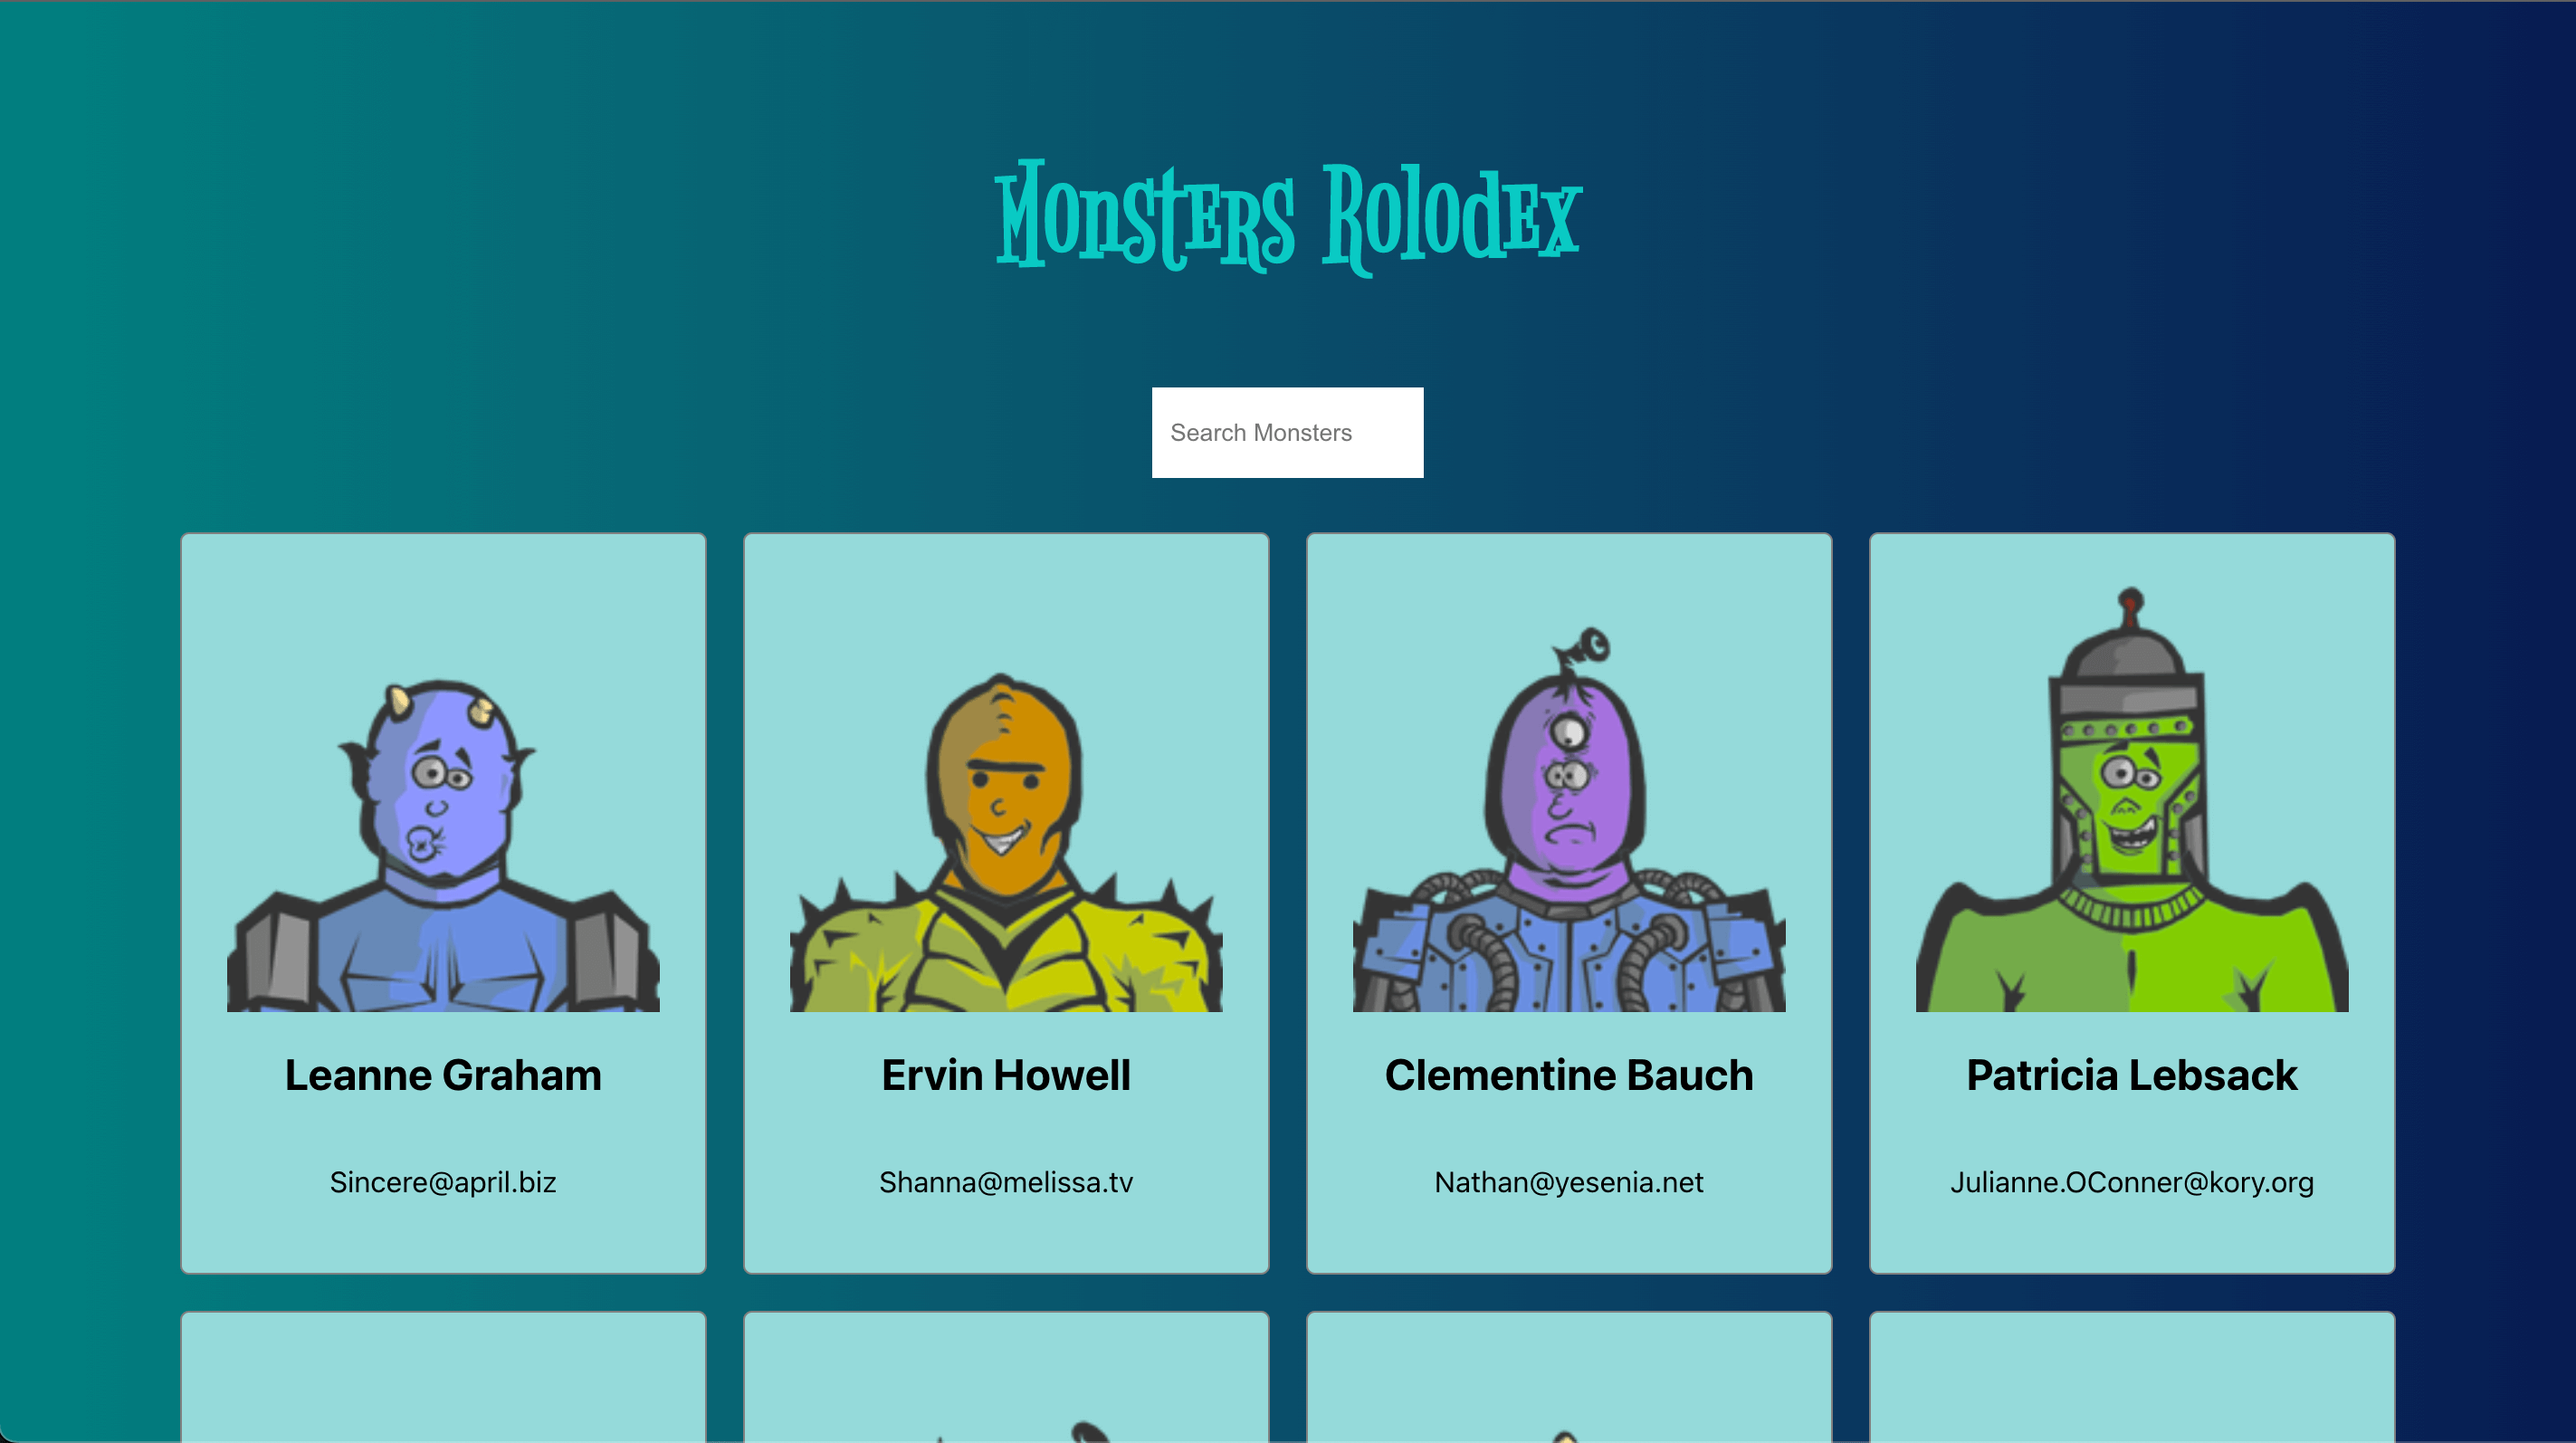 Monsters Rolodex
Search Monsters
Leanne Graham
Sincere@april.biz
Ervin Howell
Shanna@melissa.tv
Clementine Bauch
Nathan@yesenia.net
Patricia Lebsack
Julianne.OConner@kory.org